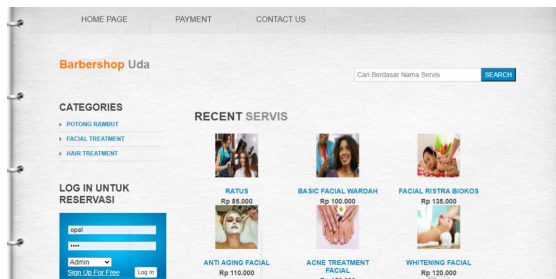 HOME PAGE PAYMENT CONTACT US
Barbershop Uda
Cari Berdasar Nama Servis SEARCH
CATEGORIES
POTONG RAMBUT
FACIAL TREATMENT
HAIR TREATMENT
LOG IN UNTUK
RESERVASI
opal
••••
Admin
Sign Up For Free Log In
RECENT SERVIS
RATUS
Rp 85.000
BASIC FACIAL WARDAH
Rp 100.000
FACIAL RISTRA BIOKOS
Rp 135.000
ANTI AGING FACIAL
Rp 110.000
ACNE TREATMENT
FACIAL
WHITENING FACIAL
Rp 120.000